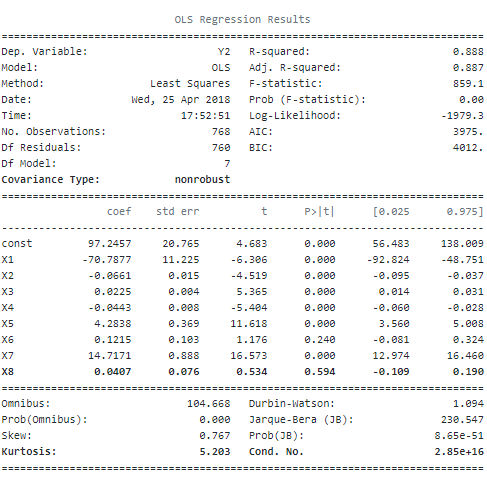 OLS Regression Results
==============================================================================
Dep. Variable: Y2 R-squared: 0.888
Model: OLS Adj. R-squared: 0.887
Method: Least Squares F-statistic: 859.1
Date: Wed, 25 Apr 2018 Prob (F-statistic): 0.00
Time: 17:52:51 Log-Likelihood: -1979.3
No. Observations: 768 AIC: 3975.
Df Residuals: 760 BIC: 4012.
Df Model: 7
Covariance Type: nonrobust
==============================================================================
coef std err t P>|t| [0.025 0.975]
------------------------------------------------------------------------------
const 97.2457 20.765 4.683 0.000 56.483 138.009
X1 -70.7877 11.225 -6.306 0.000 -92.824 -48.751
X2 -0.0661 0.015 -4.519 0.000 -0.095 -0.037
X3 0.0225 0.004 5.365 0.000 0.014 0.031
X4 -0.0443 0.008 -5.404 0.000 -0.060 -0.028
X5 4.2838 0.369 11.618 0.000 3.560 5.008
X6 0.1215 0.103 1.176 0.240 -0.081 0.324
X7 14.7171 0.888 16.573 0.000 12.974 16.460
X8 0.0407 0.076 0.534 0.594 -0.109 0.190
==============================================================================
Omnibus: 104.668 Durbin-Watson: 1.094
Prob(Omnibus): 0.000 Jarque-Bera (JB): 230.547
Skew: 0.767 Prob(JB): 8.65e-51
Kurtosis: 5.203 Cond. No. 2.85e+16
==============================================================================